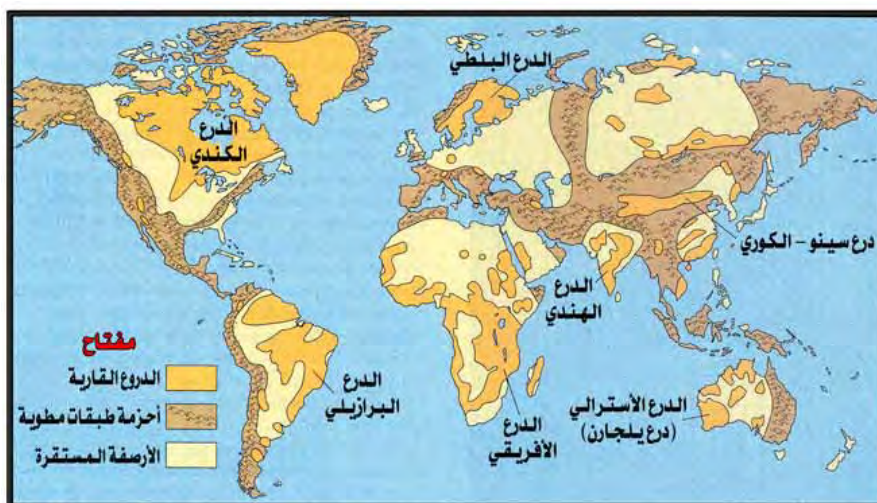 الدرع البلطي
الدرع
الكندي
درع سينو - الكوري
الدرع
الهندي
الدرع
البرازيلي
الدرع
الأفريقي
الدرع الأسترالي
(درع يلجارن)
مفتاح
الدروع القارية
أحزمة طبقات مطوية
الأرصفة المستقرة